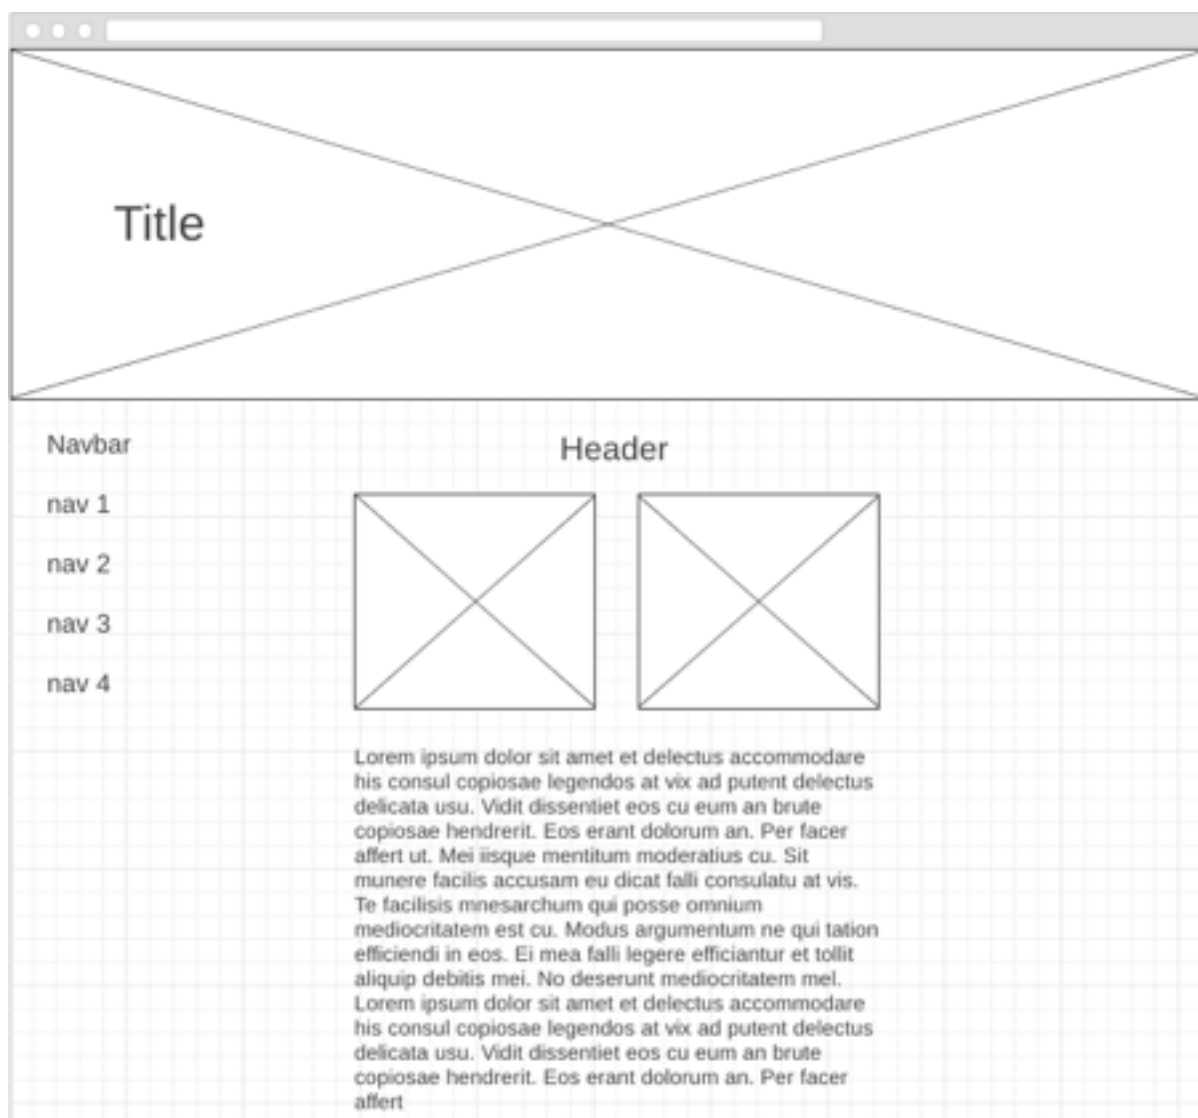 Title
Navbar
nav 1
nav 2
nav 3
nav 4
Header
Lorem ipsum dolor sit amet et delectus accommodare
his consul copiosae legendos at vix ad putent delectus
delicata usu. Vidit dissentiet eos cu eum an brute
copiosae hendrerit. Eos erant dolorum an. Per facer
affert ut. Mei iisque mentitum moderatius cu. Sit
munere facilis accusam eu dicat falli consulatu at vis.
Te facilisis mnesarchum qui posse omnium
mediocritatem est cu. Modus argumentum ne qui tation
efficiendi in eos. Ei mea falli legere efficiantur et tollit
aliquip debitis mei. No deserunt mediocritatem mel.
Lorem ipsum dolor sit amet et delectus accommodare
his consul copiosae legendos at vix ad putent delectus
delicata usu. Vidit dissentiet eos cu eum an brute
copiosae hendrerit. Eos erant dolorum an. Per facer
affert